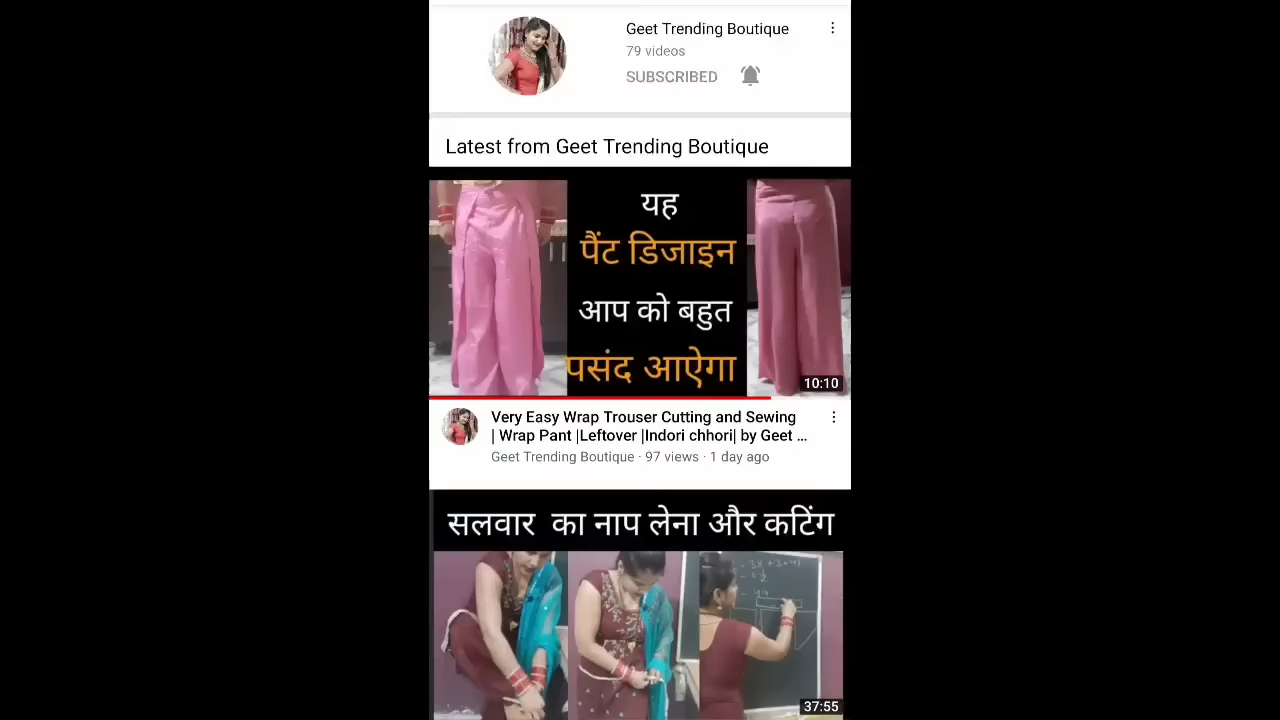 Geet Trending Boutique
79 videos
SUBSCRIBED
Latest from Geet Trending Boutique
यह
पैंट डिजाइन
आप को बहुत
पसंद आऐगा
10:10
Very Easy Wrap Trouser Cutting and Sewing
| Wrap Pant |Leftover |Indori chhori| by Geet ...
Geet Trending Boutique · 97 views · 1 day ago
सलवार का नाप लेना और कटिंग
37:55